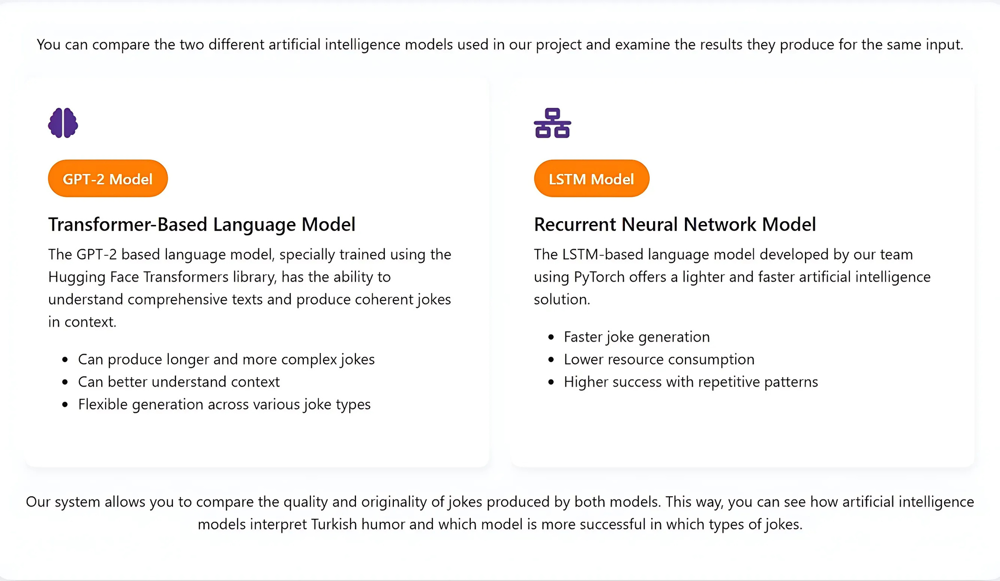 You can compare the two different artificial intelligence models used in our project and examine the results they produce for the same input.
GPT-2 Model
Transformer-Based Language Model
The GPT-2 based language model, specially trained using the
Hugging Face Transformers library, has the ability to
understand comprehensive texts and produce coherent jokes
in context.
• Can produce longer and more complex jokes
• Can better understand context
• Flexible generation across various joke types
LSTM Model
Recurrent Neural Network Model
The LSTM-based language model developed by our team
using PyTorch offers a lighter and faster artificial intelligence
solution.
• Faster joke generation
• Lower resource consumption
• Higher success with repetitive patterns
Our system allows you to compare the quality and originality of jokes produced by both models. This way, you can see how artificial intelligence
models interpret Turkish humor and which model is more successful in which types of jokes.